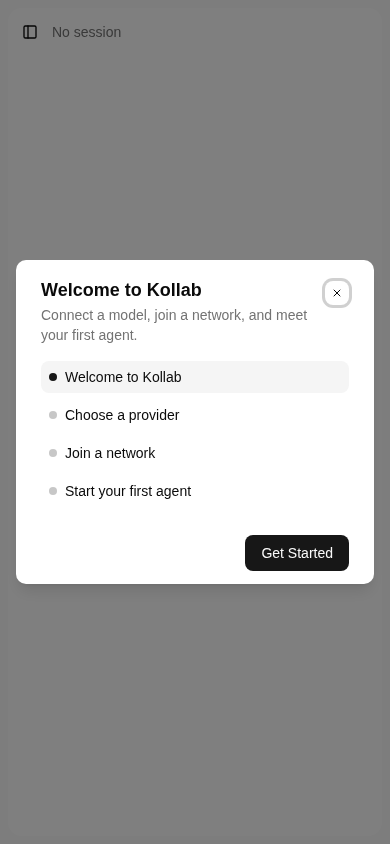 No session
Welcome to Kollab
Connect a model, join a network, and meet
your first agent.
Welcome to Kollab
Choose a provider
Join a network
Start your first agent
Get Started